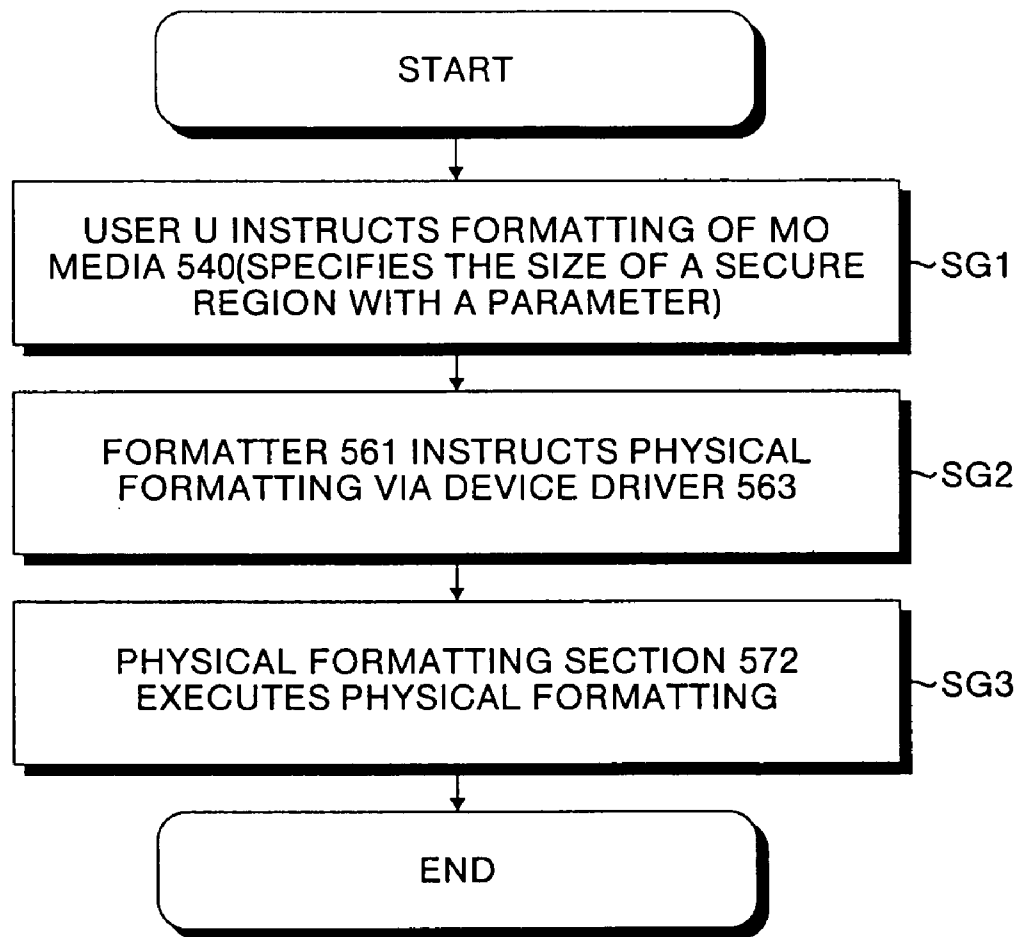 START
USER U INSTRUCTS FORMATTING OF MO
MEDIA 540(SPECIFIES THE SIZE OF A SECURE
REGION WITH A PARAMETER)
SG1
FORMATTER 561 INSTRUCTS PHYSICAL
FORMATTING VIA DEVICE DRIVER 563
SG2
PHYSICAL FORMATTING SECTION 572
EXECUTES PHYSICAL FORMATTING
SG3
END